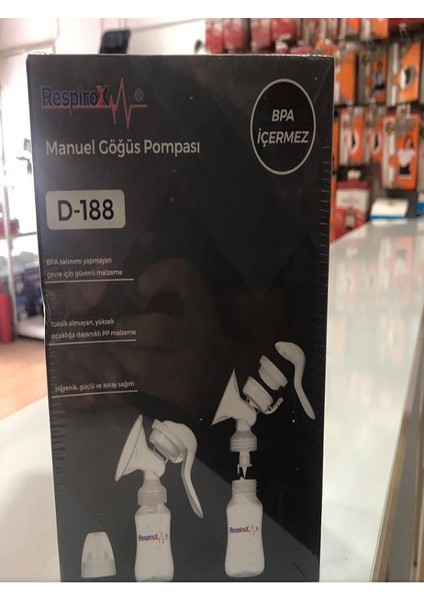 RespiroX
Manuel Göğüs Pompası
BPA
İÇERMEZ
D-188
BPA salınımı yapmayan
çevre için güvenli malzeme
Toksik olmayan, yüksek
sıcaklığa dayanıklı PP malzeme
Hijyenik, güçlü ve kolay sağım
RespiroX
RespiroX